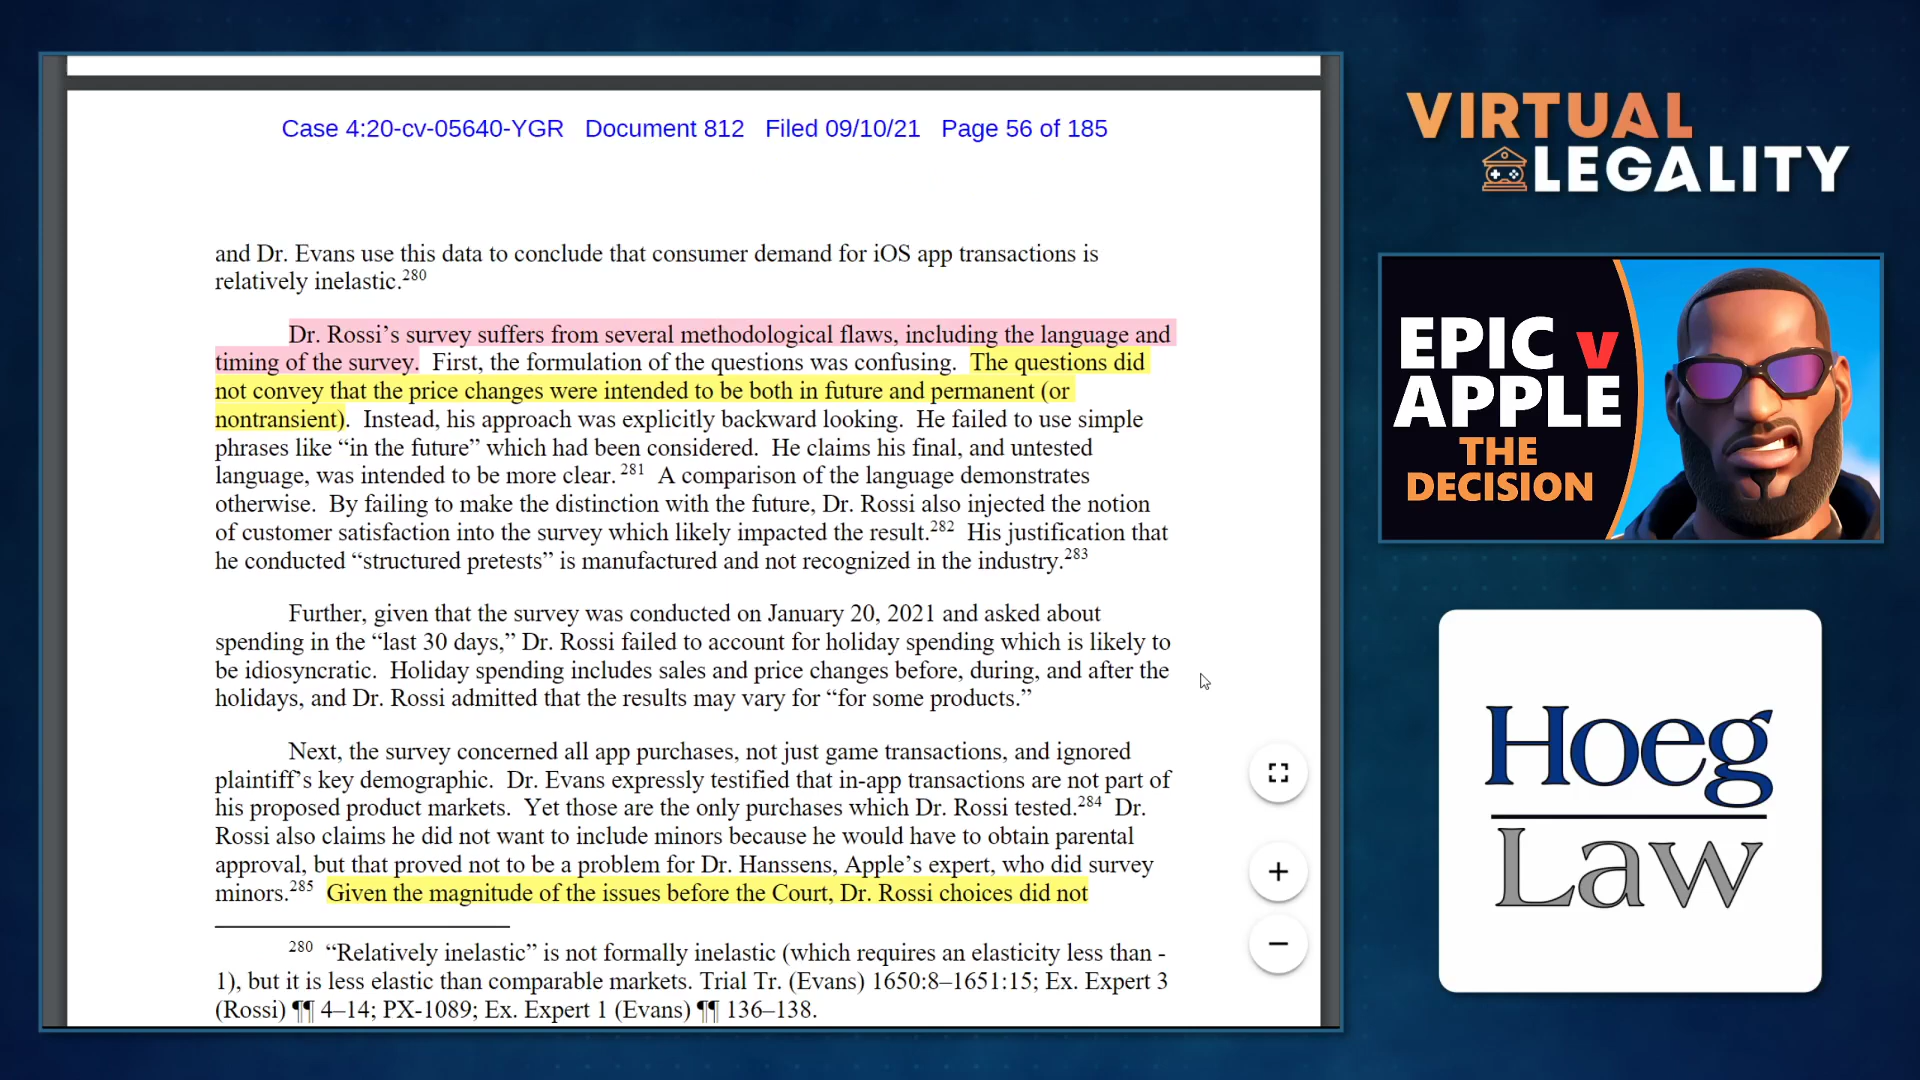 Case 4:20-cv-05640-YGR Document 812 Filed 09/10/21 Page 56 of 185
and Dr. Evans use this data to conclude that consumer demand for iOS app transactions is
relatively inelastic.280
Dr. Rossi’s survey suffers from several methodological flaws, including the language and
timing of the survey. First, the formulation of the questions was confusing. The questions did
not convey that the price changes were intended to be both in future and permanent (or
nontransient). Instead, his approach was explicitly backward looking. He failed to use simple
phrases like “in the future” which had been considered. He claims his final, and untested
language, was intended to be more clear. 281 A comparison of the language demonstrates
otherwise. By failing to make the distinction with the future, Dr. Rossi also injected the notion
of customer satisfaction into the survey which likely impacted the result.282 His justification that
he conducted “structured pretests” is manufactured and not recognized in the industry.283
Further, given that the survey was conducted on January 20, 2021 and asked about
spending in the “last 30 days,” Dr. Rossi failed to account for holiday spending which is likely to
be idiosyncratic. Holiday spending includes sales and price changes before, during, and after the
holidays, and Dr. Rossi admitted that the results may vary for “for some products.”
Next, the survey concerned all app purchases, not just game transactions, and ignored
plaintiff’s key demographic. Dr. Evans expressly testified that in-app transactions are not part of
his proposed product markets. Yet those are the only purchases which Dr. Rossi tested.284 Dr.
Rossi also claims he did not want to include minors because he would have to obtain parental
approval, but that proved not to be a problem for Dr. Hanssens, Apple’s expert, who did survey
minors.285 Given the magnitude of the issues before the Court, Dr. Rossi choices did not
280 “Relatively inelastic” is not formally inelastic (which requires an elasticity less than -
1), but it is less elastic than comparable markets. Trial Tr. (Evans) 1650:8–1651:15; Ex. Expert 3
(Rossi) ¶¶ 4–14; PX-1089; Ex. Expert 1 (Evans) ¶¶ 136–138.
VIRTUAL
LEGALITY
EPIC v
APPLE
THE
DECISION
Hoeg
Law